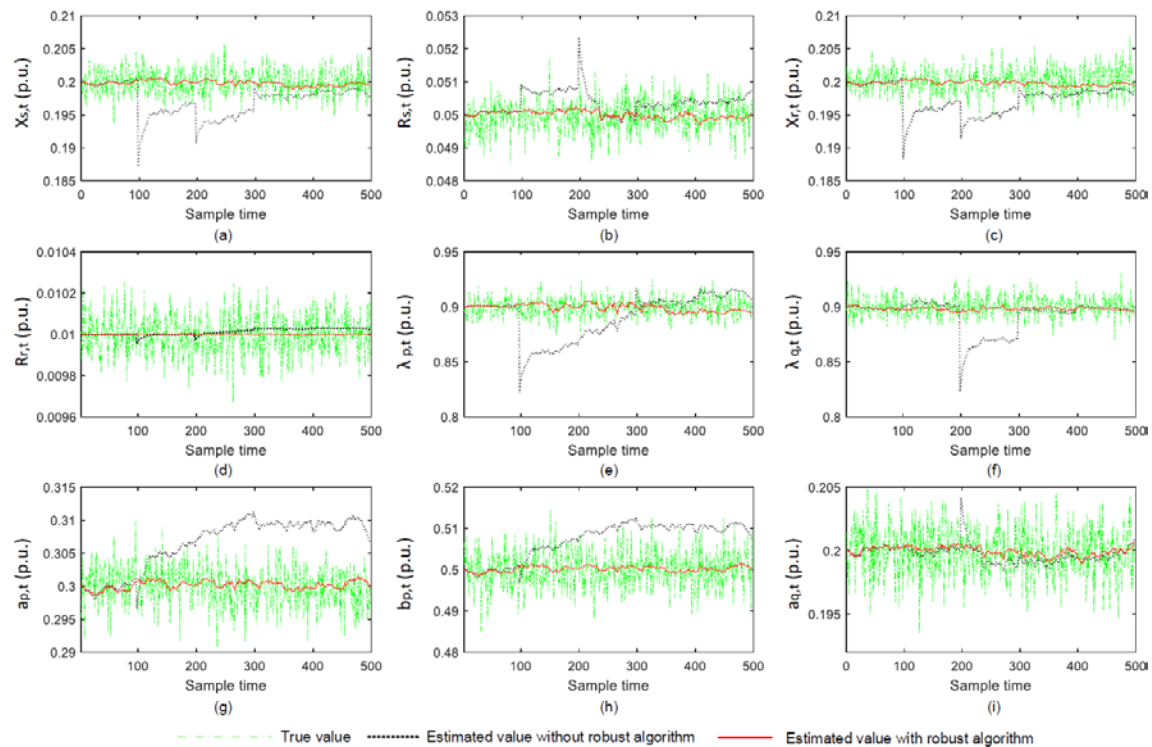 0.21
0.205
0.2
0.195
0.19
0.185
Xs,t (p.u.)
0 100 200 300 400 500
Sample time
(a)
0.053
0.052
0.051
0.05
0.049
0.048
Rs,t (p.u.)
0 100 200 300 400 500
Sample time
(b)
0.21
0.205
0.2
0.195
0.19
0.185
Xr,t (p.u.)
0 100 200 300 400 500
Sample time
(c)
0.0104
0.0102
0.01
0.0098
0.0096
Rr,t (p.u.)
100 200 300 400 500
Sample time
(d)
0.95
0.9
0.85
0.8
λ p,t (p.u.)
100 200 300 400 500
Sample time
(e)
0.95
0.9
0.85
0.8
λ q,t (p.u.)
0 100 200 300 400 500
Sample time
(f)
0.315
0.31
0.305
0.3
0.295
0.29
ap,t (p.u.)
100 200 300 400 500
Sample time
(g)
0.52
0.51
0.5
0.49
0.48
bp,t (p.u.)
100 200 300 400 500
Sample time
(h)
0.205
0.2
0.195
aq,t (p.u.)
0 100 200 300 400 500
Sample time
(i)
True value Estimated value without robust algorithm Estimated value with robust algorithm